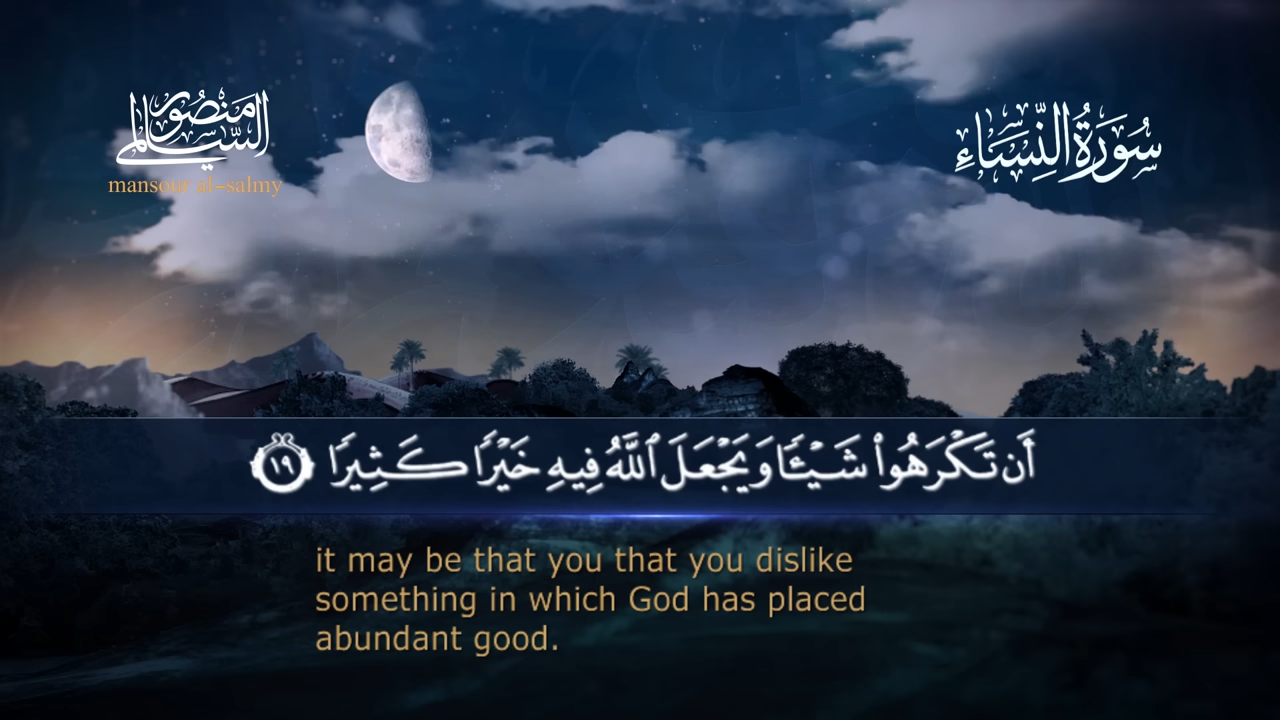 منصور السالمي
mansour al-salmy
سُورَةُ النِّسَاءِ
أَن تَكْرَهُوا۟ شَيْـًٔا وَيَجْعَلَ ٱللَّهُ فِيهِ خَيْرًا كَثِيرًا ١٩
it may be that you that you dislike
something in which God has placed
abundant good.